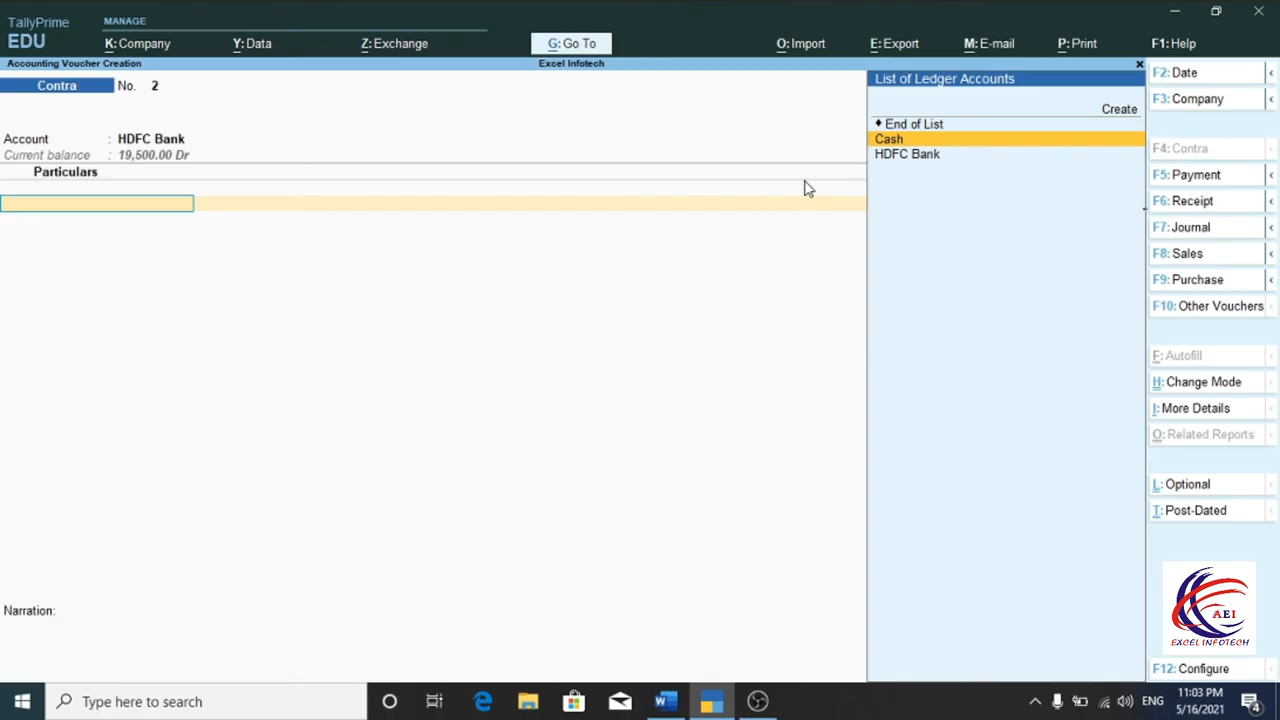 TallyPrime
EDU
MANAGE
K: Company
Y: Data
Z: Exchange
G: Go To
O: Import
E: Export
M: E-mail
P: Print
F1: Help
Accounting Voucher Creation
Excel Infotech
Contra
No. 2
Account : HDFC Bank
Current balance : 19,500.00 Dr
Particulars
Narration:
List of Ledger Accounts
Create
♦ End of List
Cash
HDFC Bank
F2: Date
F3: Company
F4: Contra
F5: Payment
F6: Receipt
F7: Journal
F8: Sales
F9: Purchase
F10: Other Vouchers
F: Autofill
H: Change Mode
I: More Details
O: Related Reports
L: Optional
T: Post-Dated
AEI
EXCEL INFOTECH
F12: Configure
Type here to search
ENG
11:03 PM
5/16/2021
4